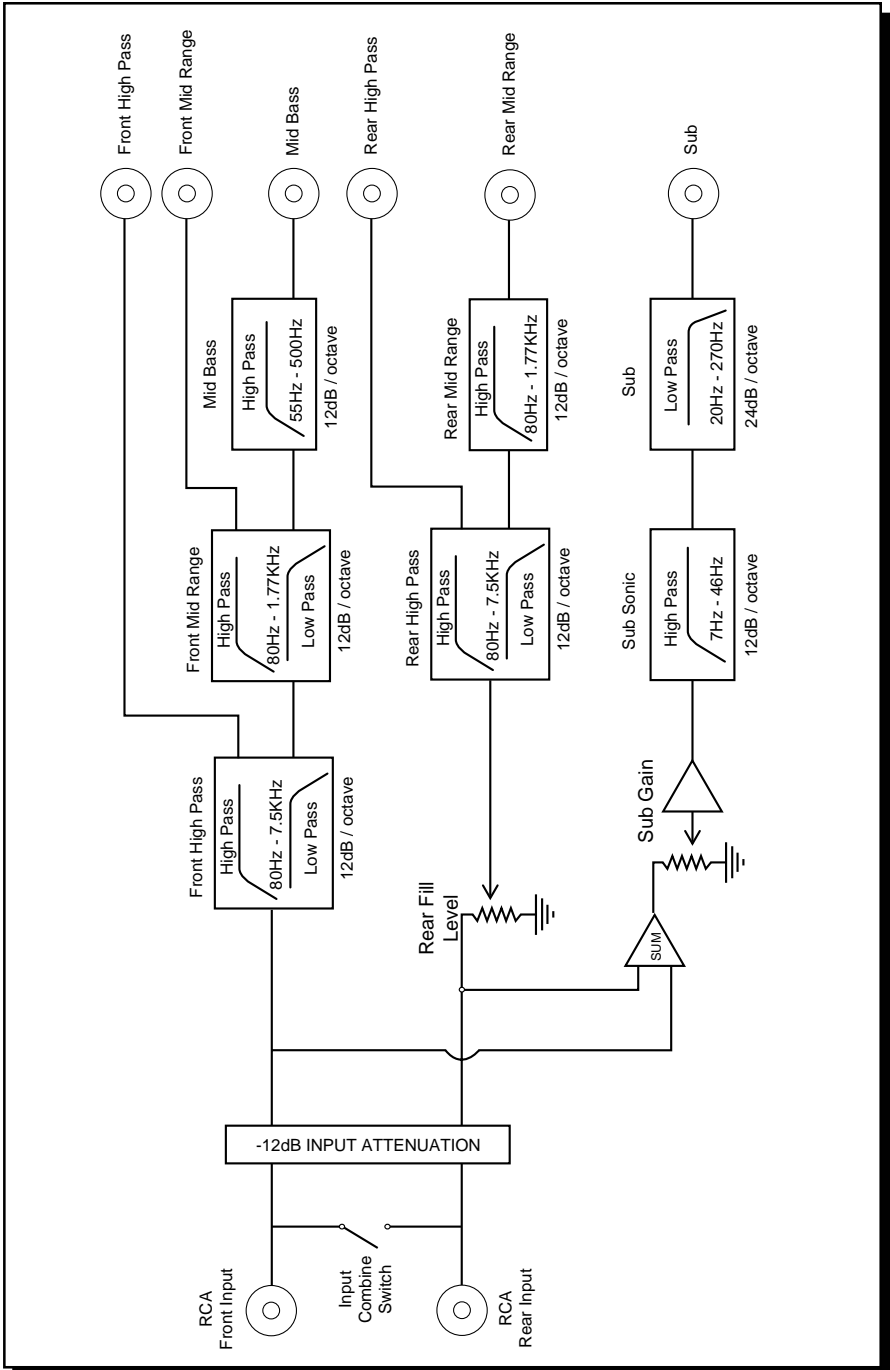 Front High Pass
Front Mid Range
Mid Bass
Rear High Pass
Rear Mid Range
Sub
Mid Bass
High Pass
55Hz - 500Hz
12dB / octave
Rear Mid Range
High Pass
80Hz - 1.77KHz
12dB / octave
Sub
Low Pass
20Hz - 270Hz
24dB / octave
Front Mid Range
High Pass
80Hz - 1.77KHz
Low Pass
12dB / octave
Rear High Pass
High Pass
80Hz - 7.5KHz
Low Pass
12dB / octave
Sub Sonic
High Pass
7Hz - 46Hz
12dB / octave
Front High Pass
High Pass
80Hz - 7.5KHz
Low Pass
12dB / octave
Sub Gain
Rear Fill
Level
SUM
-12dB INPUT ATTENUATION
RCA
Front Input
Input
Combine
Switch
RCA
Rear Input